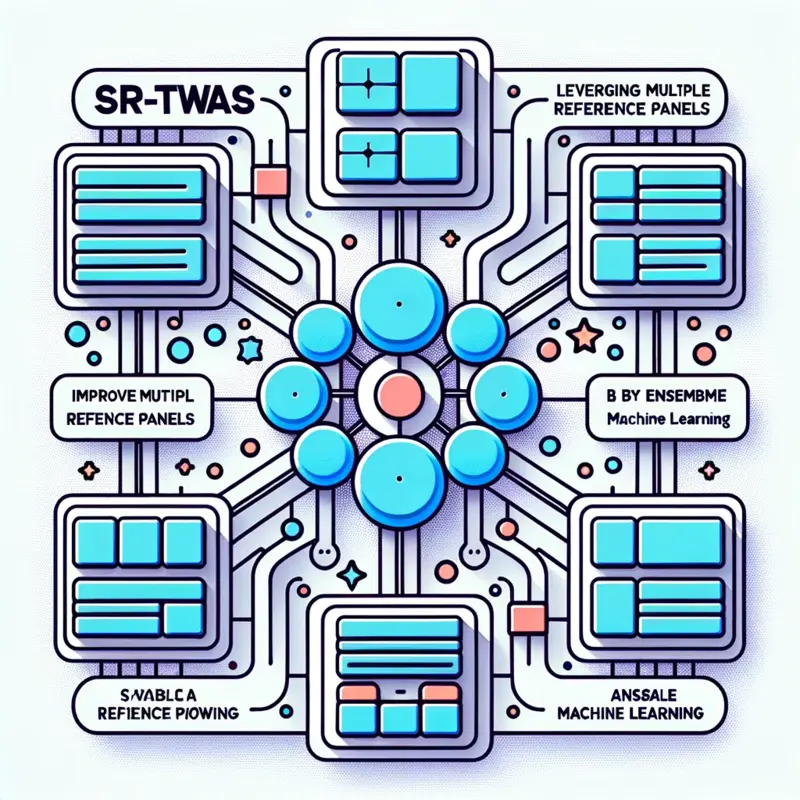 SR-TWAS
LEVERGING MULTIPLE
REFERENCE PANELS
IMPROVE MUTIPL
REFENCE PANELS
B BY ENSEMBME
Machine Learning
SWABLC A
REFIENCE PIOWING
ANSSALE
MACHINE LEARNING